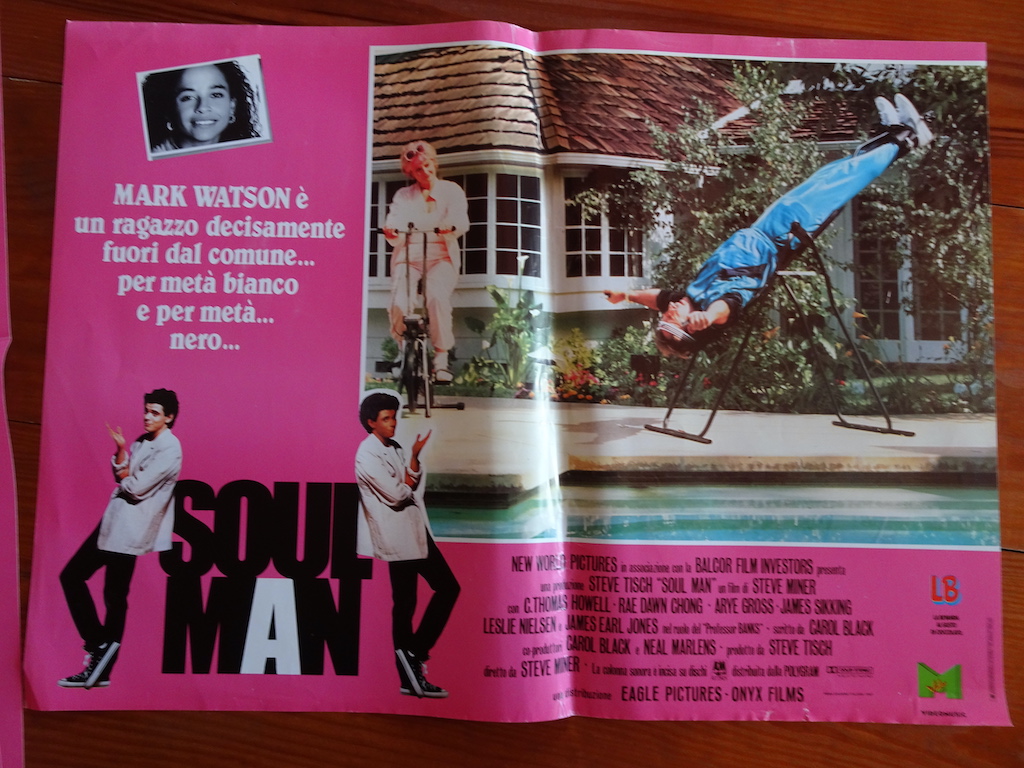 MARK WATSON è
un ragazzo decisamente
fuori dal comune...
per metà bianco
e per metà...
nero...
SOUL
MAN
NEW WORLD PICTURES in associazione con la BALCOR FILM INVESTORS presenta
una produzione STEVE TISCH "SOUL MAN" un film di STEVE MINER
con C.THOMAS HOWELL · RAE DAWN CHONG · ARYE GROSS · JAMES SIKKING
LESLIE NIELSEN e JAMES EARL JONES nel ruolo del "Professor BANKS" · scritto da CAROL BLACK
co-produttori CAROL BLACK e NEAL MARLENS · prodotto da STEVE TISCH
diretto da STEVE MINER · La colonna sonora è incisa su dischi A&M distribuita dalla POLYGRAM
una distribuzione EAGLE PICTURES - ONYX FILMS
LB